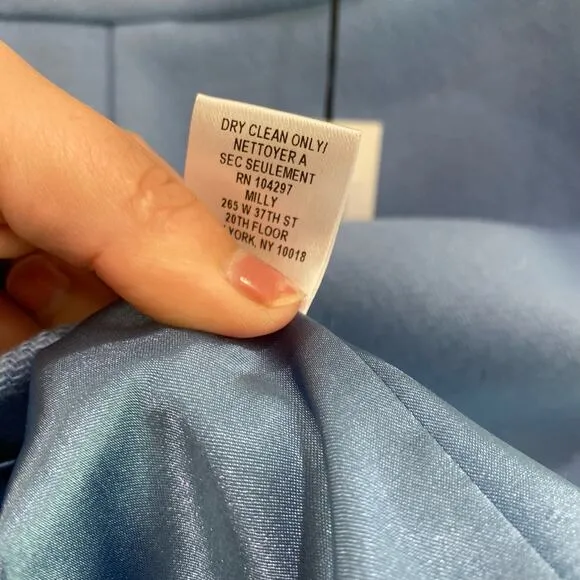 DRY CLEAN ONLY/
NETTOYER A
SEC SEULEMENT
RN 104297
MILLY
265 W 37TH ST
20TH FLOOR
YORK, NY 10018